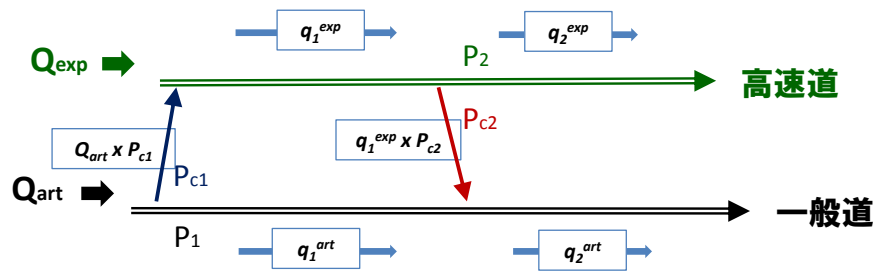 q₁ᵉˣᵖ
q₂ᵉˣᵖ
Qexp
P₂
高速道
Qart x Pc1
Pc1
q₁ᵉˣᵖ x Pc2
Pc2
Qart
一般道
P₁
q₁ᵃʳᵗ
q₂ᵃʳᵗ